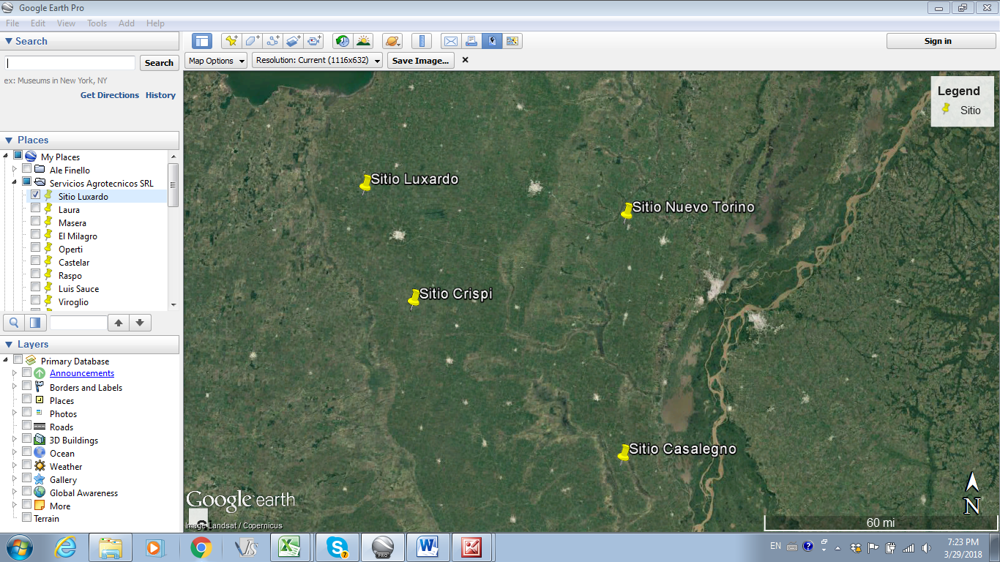 Google Earth Pro
File Edit View Tools Add Help
Search
Search
ex: Museums in New York, NY
Get Directions History
Places
My Places
Ale Finello
Servicios Agrotecnicos SRL
Sitio Luxardo
Laura
Masera
El Milagro
Operti
Castelar
Raspo
Luis Sauce
Viroglio
Layers
Primary Database
Announcements
Borders and Labels
Places
Photos
Roads
3D Buildings
Ocean
Weather
Gallery
Global Awareness
More
Terrain
Sign in
Map Options Resolution: Current (1116x632) Save Image...
Legend
Sitio
Sitio Luxardo
Sitio Nuevo Torino
Sitio Crispi
Sitio Casalegno
N
60 mi
Google earth
Image Landsat / Copernicus
7
PRO
EN
7:23 PM
3/29/2018